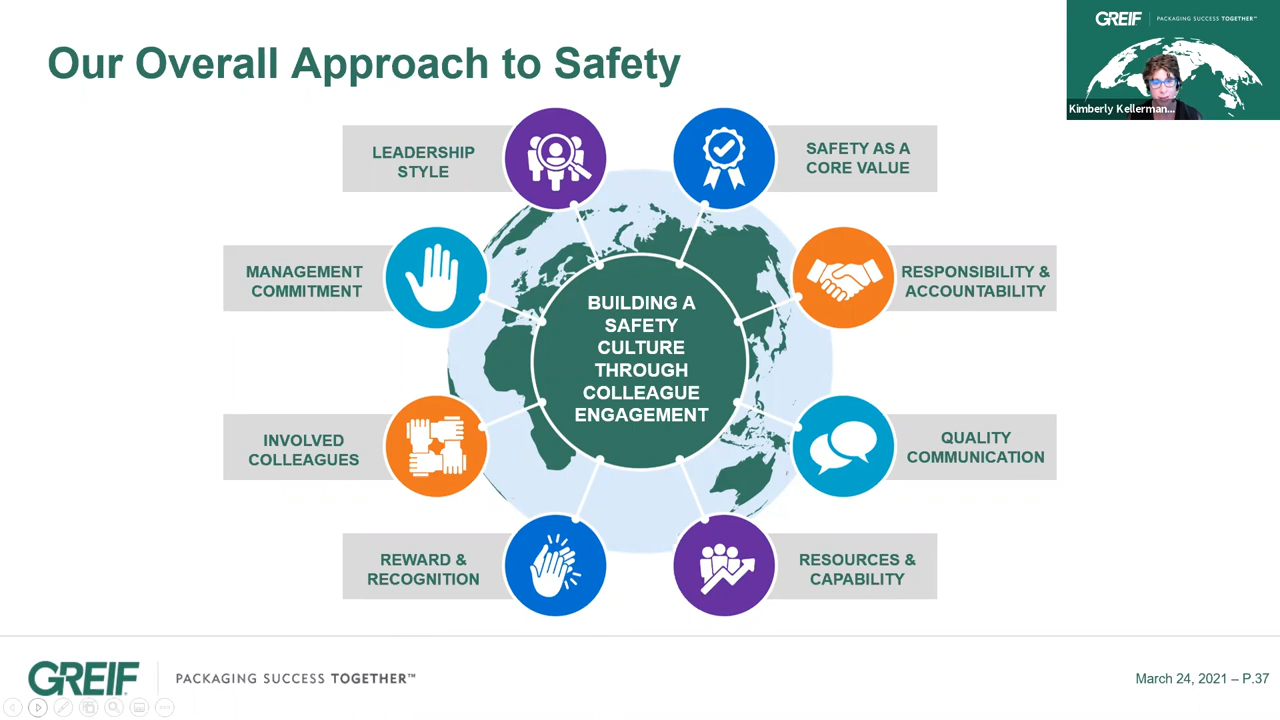 Our Overall Approach to Safety
GREIF PACKAGING SUCCESS TOGETHER™
Kimberly Kellerman...
LEADERSHIP
STYLE
SAFETY AS A
CORE VALUE
MANAGEMENT
COMMITMENT
RESPONSIBILITY &
ACCOUNTABILITY
BUILDING A
SAFETY
CULTURE
THROUGH
COLLEAGUE
ENGAGEMENT
INVOLVED
COLLEAGUES
QUALITY
COMMUNICATION
REWARD &
RECOGNITION
RESOURCES &
CAPABILITY
GREIF PACKAGING SUCCESS TOGETHER™
March 24, 2021 – P.37